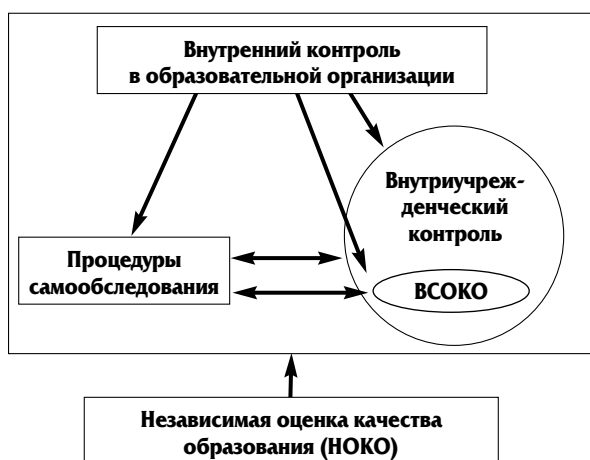 Внутренний контроль
в образовательной организации
Внутриучреж-
денческий
контроль
Процедуры
самообследования
ВСОКО
Независимая оценка качества
образования (НОКО)